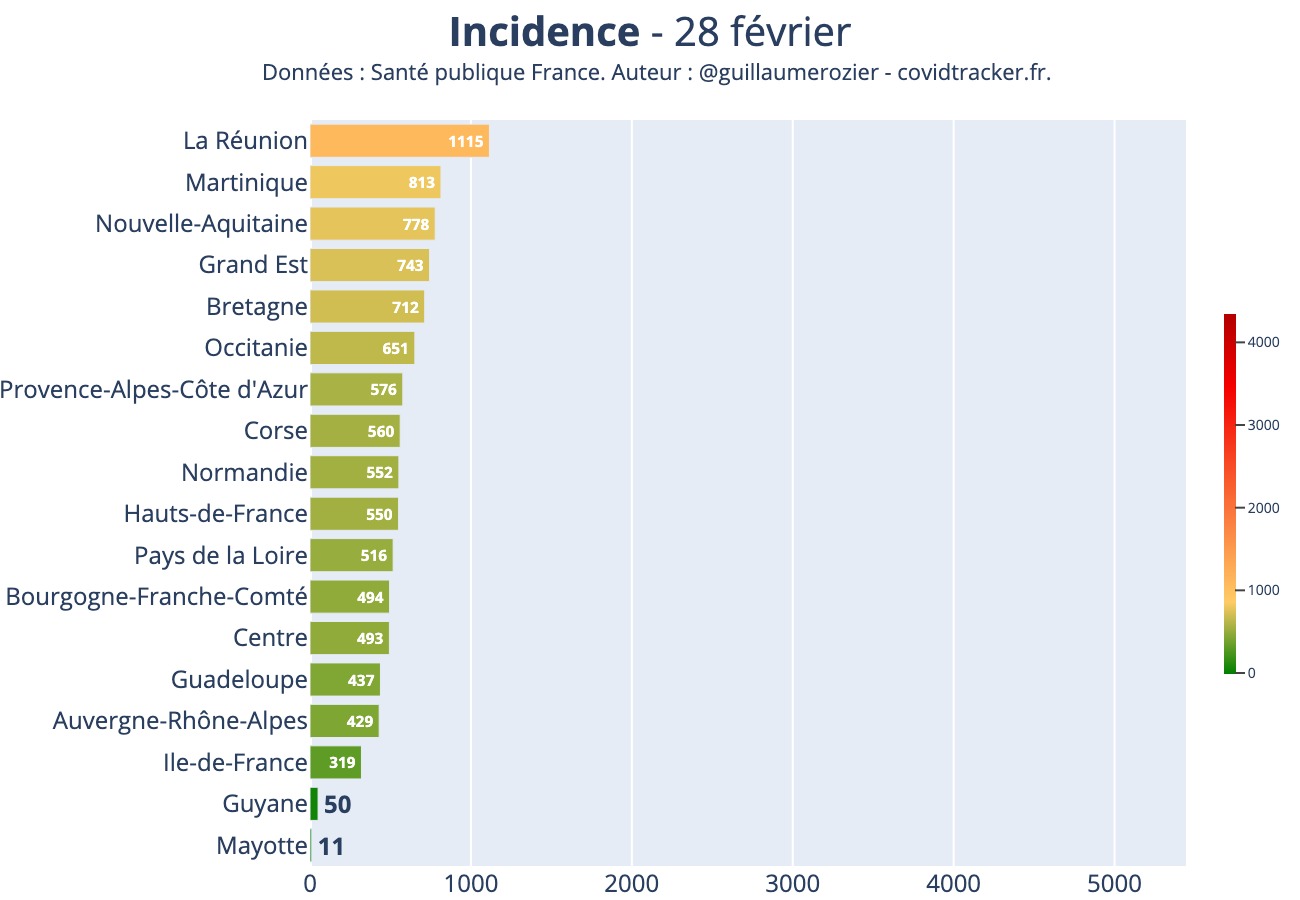 Incidence - 28 février
Données : Santé publique France. Auteur : @guillaumerozier - covidtracker.fr.
La Réunion 1115
Martinique 813
Nouvelle-Aquitaine 778
Grand Est 743
Bretagne 712
Occitanie 651
Provence-Alpes-Côte d'Azur 576
Corse 560
Normandie 552
Hauts-de-France 550
Pays de la Loire 516
Bourgogne-Franche-Comté 494
Centre 493
Guadeloupe 437
Auvergne-Rhône-Alpes 429
Ile-de-France 319
Guyane 50
Mayotte 11
0 1000 2000 3000 4000 5000
4000
3000
2000
1000
0